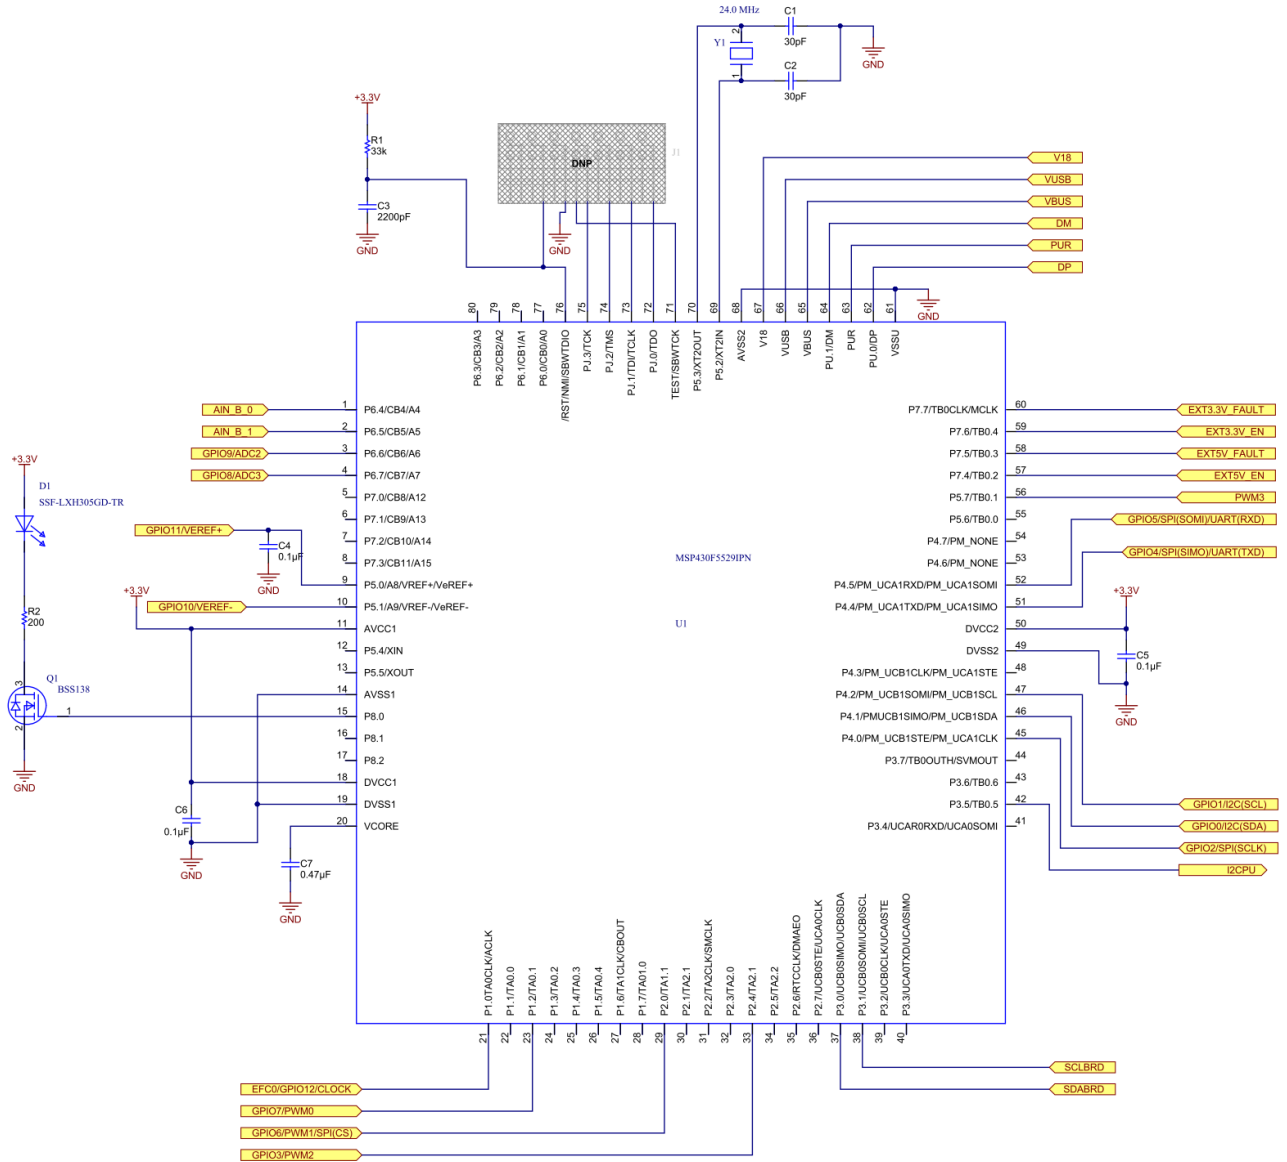 24.0 MHz
C1
30pF
Y1
2
1
C2
30pF
GND
+3.3V
R1
33k
C3
2200pF
GND
DNP
J1
GND
V18
VUSB
VBUS
DM
PUR
DP
GND
80
79
78
77
76
75
74
73
72
71
70
69
68
67
66
65
64
63
62
61
P6.3/CB3/A3
P6.2/CB2/A2
P6.1/CB1/A1
P6.0/CB0/A0
/RST/NMI/SBWTDIO
PJ.3/TCK
PJ.2/TMS
PJ.1/TDI/TCLK
PJ.0/TDO
TEST/SBWTCK
P5.3/XT2OUT
P5.2/XT2IN
AVSS2
V18
VUSB
VBUS
PU.1/DM
PUR
PU.0/DP
VSSU
AIN_B_0
AIN_B_1
GPIO9/ADC2
GPIO8/ADC3
GPIO11/VEREF+
C4
0.1µF
GND
+3.3V
GPIO10/VEREF-
+3.3V
D1
SSF-LXH305GD-TR
R2
200
Q1
BSS138
3
1
2
GND
C6
0.1µF
GND
C7
0.47µF
GND
1 P6.4/CB4/A4
2 P6.5/CB5/A5
3 P6.6/CB6/A6
4 P6.7/CB7/A7
5 P7.0/CB8/A12
6 P7.1/CB9/A13
7 P7.2/CB10/A14
8 P7.3/CB11/A15
9 P5.0/A8/VREF+/VeREF+
10 P5.1/A9/VREF-/VeREF-
11 AVCC1
12 P5.4/XIN
13 P5.5/XOUT
14 AVSS1
15 P8.0
16 P8.1
17 P8.2
18 DVCC1
19 DVSS1
20 VCORE
MSP430F5529IPN
U1
P7.7/TB0CLK/MCLK 60
P7.6/TB0.4 59
P7.5/TB0.3 58
P7.4/TB0.2 57
P5.7/TB0.1 56
P5.6/TB0.0 55
P4.7/PM_NONE 54
P4.6/PM_NONE 53
P4.5/PM_UCA1RXD/PM_UCA1SOMI 52
P4.4/PM_UCA1TXD/PM_UCA1SIMO 51
DVCC2 50
DVSS2 49
P4.3/PM_UCB1CLK/PM_UCA1STE 48
P4.2/PM_UCB1SOMI/PM_UCB1SCL 47
P4.1/PMUCB1SIMO/PM_UCB1SDA 46
P4.0/PM_UCB1STE/PM_UCA1CLK 45
P3.7/TB0OUTH/SVMOUT 44
P3.6/TB0.6 43
P3.5/TB0.5 42
P3.4/UCAR0RXD/UCA0SOMI 41
EXT3.3V_FAULT
EXT3.3V_EN
EXT5V_FAULT
EXT5V_EN
PWM3
GPIO5/SPI(SOMI)/UART(RXD)
GPIO4/SPI(SIMO)/UART(TXD)
+3.3V
C5
0.1µF
GND
GPIO1/I2C(SCL)
GPIO0/I2C(SDA)
GPIO2/SPI(SCLK)
I2CPU
P1.0TA0CLK/ACLK
P1.1/TA0.0
P1.2/TA0.1
P1.3/TA0.2
P1.4/TA0.3
P1.5/TA0.4
P1.6/TA1CLK/CBOUT
P1.7/TA01.0
P2.0/TA1.1
P2.1/TA2.1
P2.2/TA2CLK/SMCLK
P2.3/TA2.0
P2.4/TA2.1
P2.5/TA2.2
P2.6/RTCCLK/DMAEO
P2.7/UCB0STE/UCA0CLK
P3.0/UCB0SIMO/UCB0SDA
P3.1/UCB0SOMI/UCB0SCL
P3.2/UCB0CLK/UCA0STE
P3.3/UCA0TXD/UCA0SIMO
21
22
23
24
25
26
27
28
29
30
31
32
33
34
35
36
37
38
39
40
EFC0/GPIO12/CLOCK
GPIO7/PWM0
GPIO6/PWM1/SPI(CS)
GPIO3/PWM2
SCLBRD
SDABRD